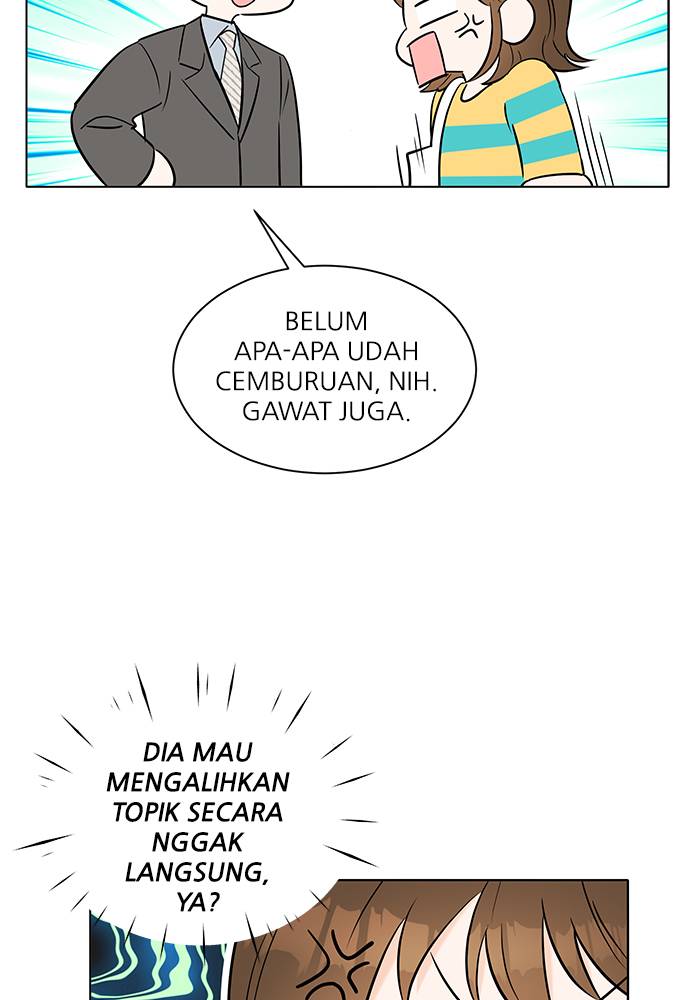 BELUM
APA-APA UDAH
CEMBURUAN, NIH.
GAWAT JUGA.
DIA MAU
MENGALIHKAN
TOPIK SECARA
NGGAK
LANGSUNG,
YA?